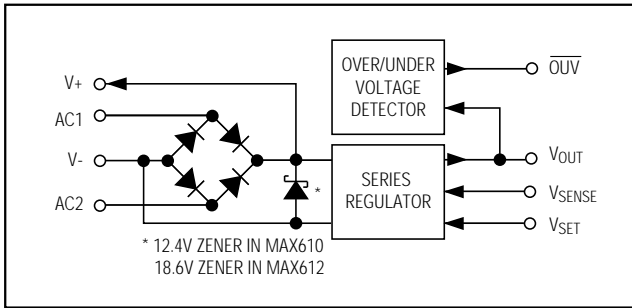 V+
AC1
V-
AC2
OVER/UNDER
VOLTAGE
DETECTOR
OUV
SERIES
REGULATOR
VOUT
VSENSE
VSET
*
* 12.4V ZENER IN MAX610
18.6V ZENER IN MAX612